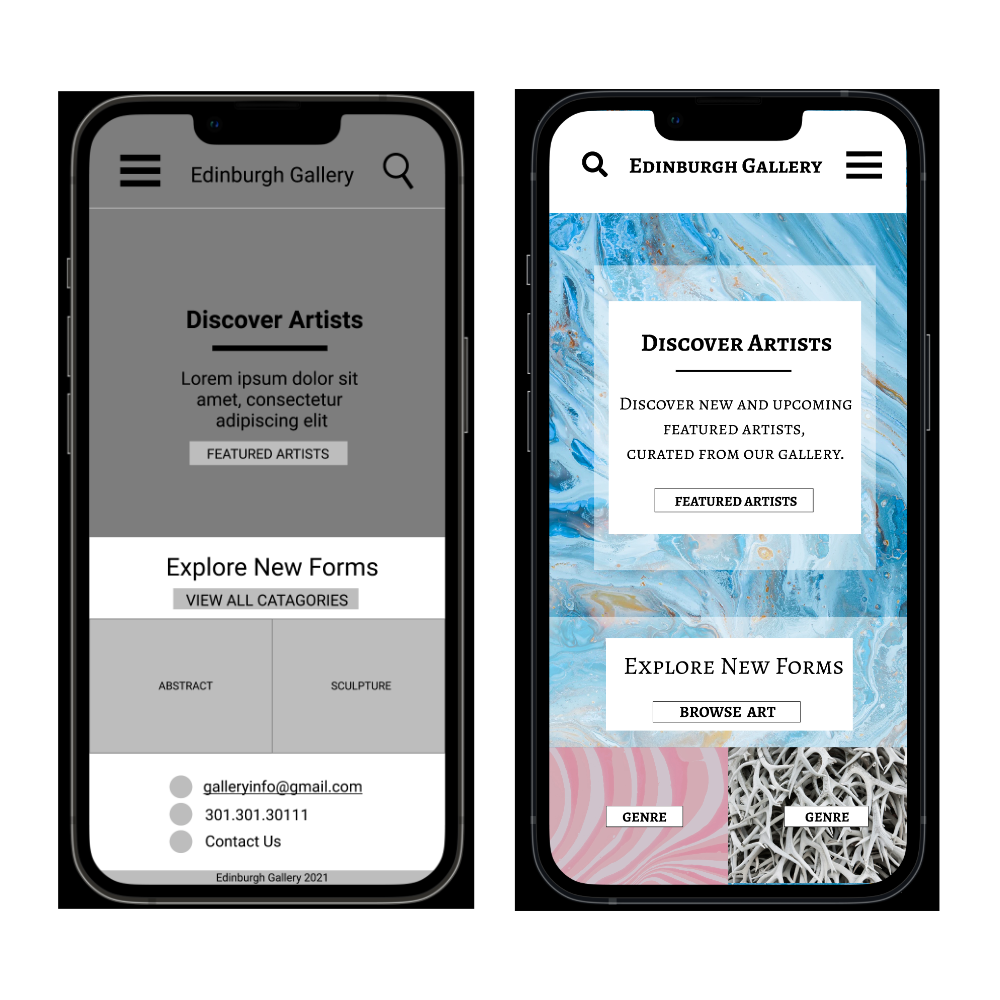 Edinburgh Gallery
Discover Artists
Lorem ipsum dolor sit
amet, consectetur
adipiscing elit
FEATURED ARTISTS
Explore New Forms
VIEW ALL CATAGORIES
ABSTRACT
SCULPTURE
galleryinfo@gmail.com
301.301.30111
Contact Us
Edinburgh Gallery 2021
Edinburgh Gallery
Discover Artists
Discover new and upcoming
featured artists,
curated from our gallery.
featured artists
Explore New Forms
browse art
genre
genre